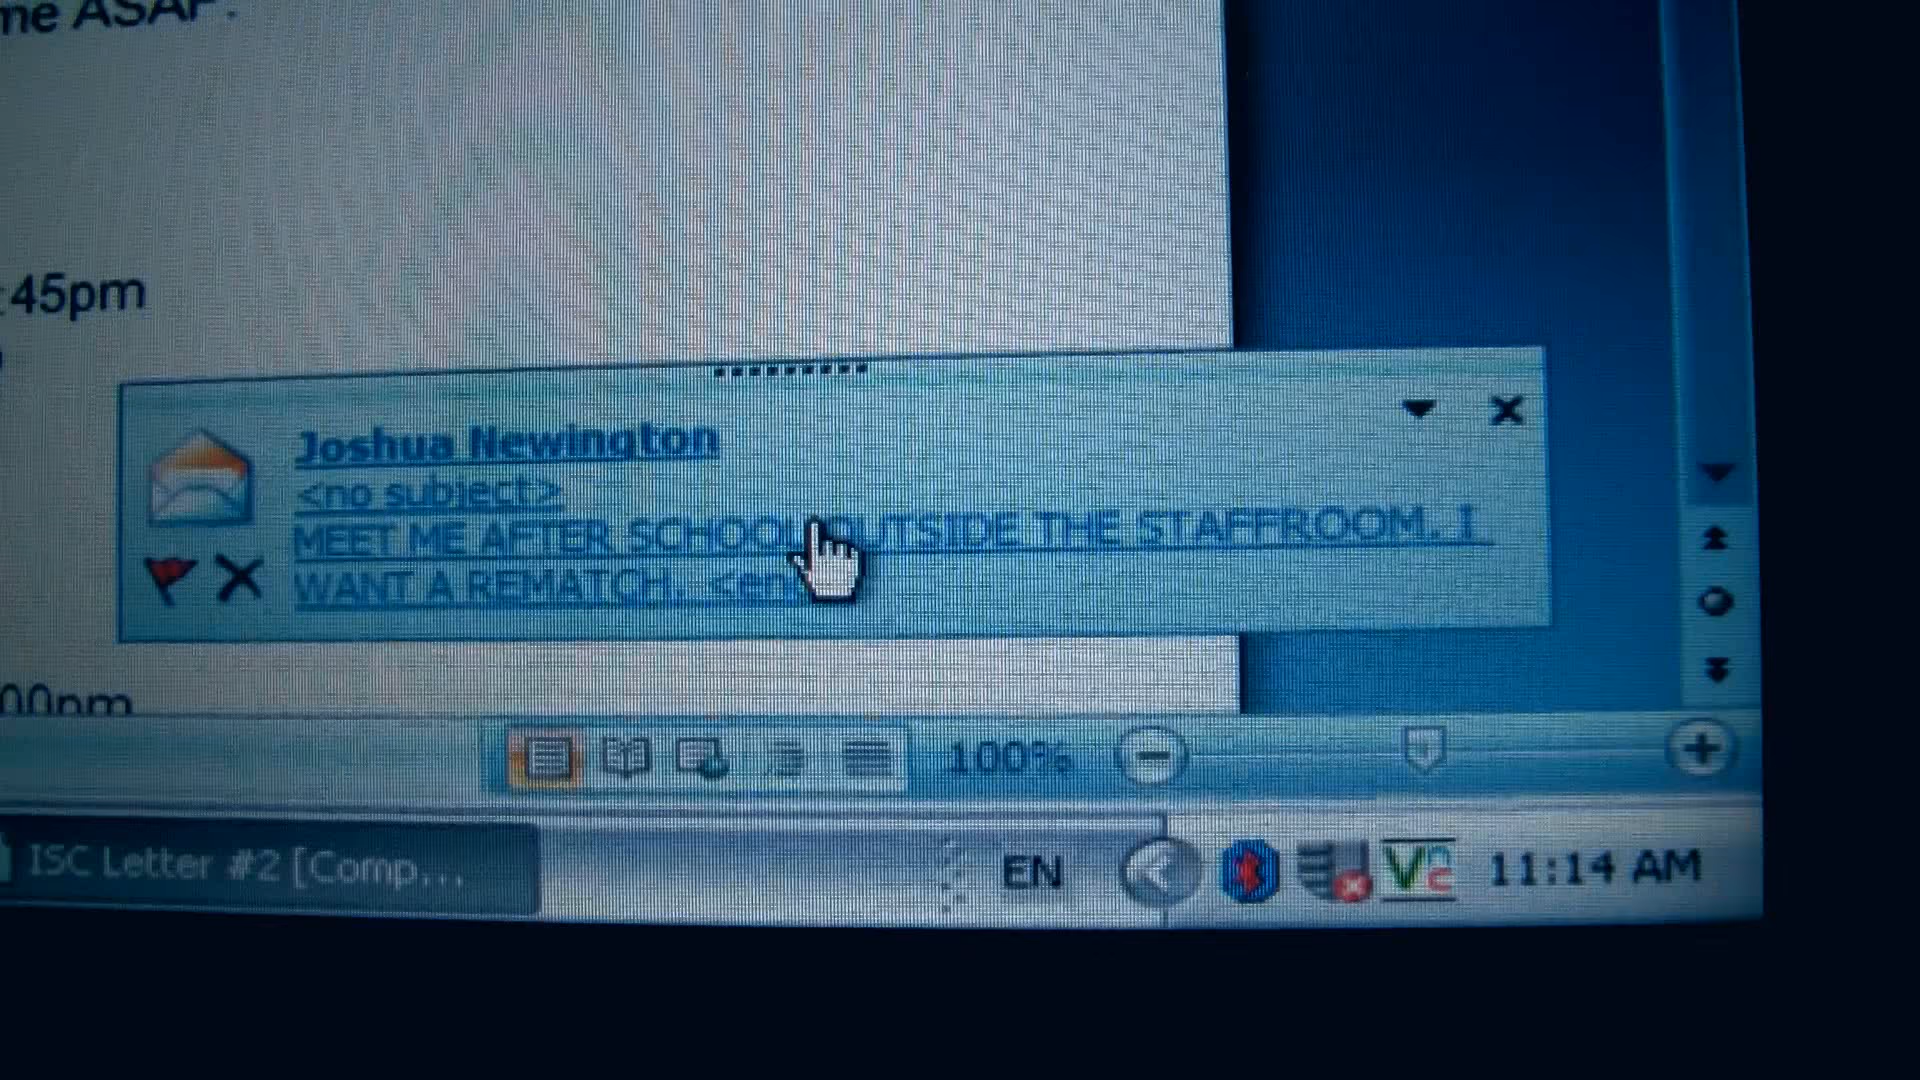 me ASAP.
:45pm
Joshua Newington
<no subject>
MEET ME AFTER SCHOOL OUTSIDE THE STAFFROOM. I
WANT A REMATCH. <en
00pm
100%
ISC Letter #2 [Comp...
EN
11:14 AM